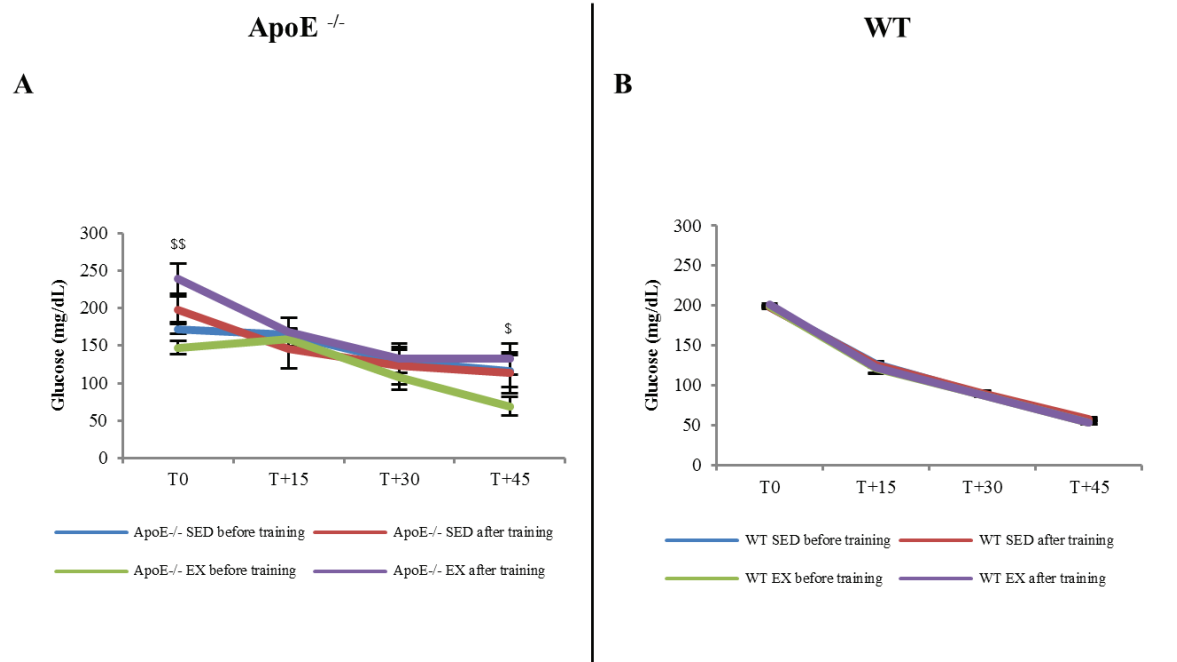 ApoE -/-
WT
A
B
Glucose (mg/dL)
300
250
200
150
100
50
0
$$
$
T0 T+15 T+30 T+45
ApoE-/- SED before training ApoE-/- SED after training
ApoE-/- EX before training ApoE-/- EX after training
Glucose (mg/dL)
300
250
200
150
100
50
0
T0 T+15 T+30 T+45
WT SED before training WT SED after training
WT EX before training WT EX after training